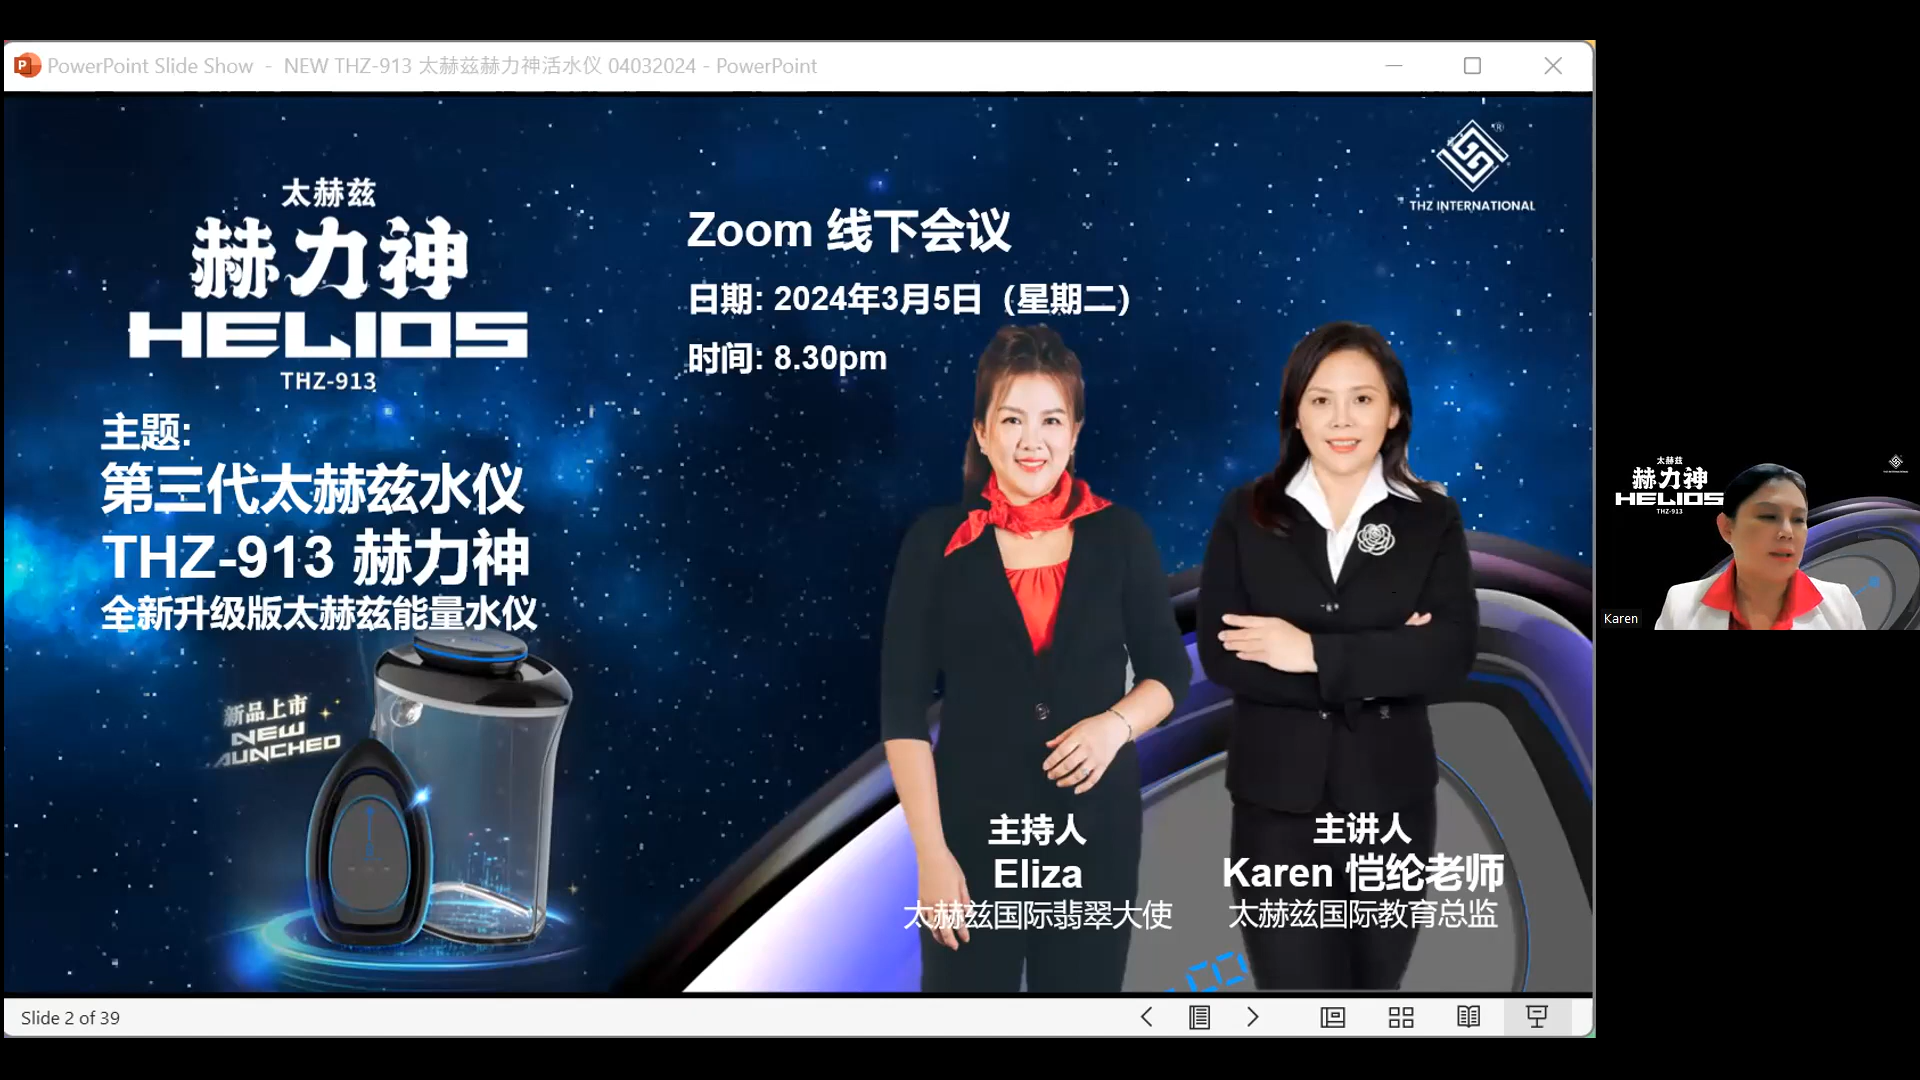 PowerPoint Slide Show - NEW THZ-913 太赫兹赫力神活水仪 04032024 - PowerPoint
THZ INTERNATIONAL
太赫兹
赫力神
HELIOS
THZ-913
Zoom 线下会议
日期: 2024年3月5日（星期二）
时间: 8.30pm
主题:
第三代太赫兹水仪
THZ-913 赫力神
全新升级版太赫兹能量水仪
新品上市
NEW
AUNCHED
主持人
Eliza
太赫兹国际翡翠大使
主讲人
Karen 恺纶老师
太赫兹国际教育总监
Slide 2 of 39
太赫兹
赫力神
HELIOS
THZ-913
Karen